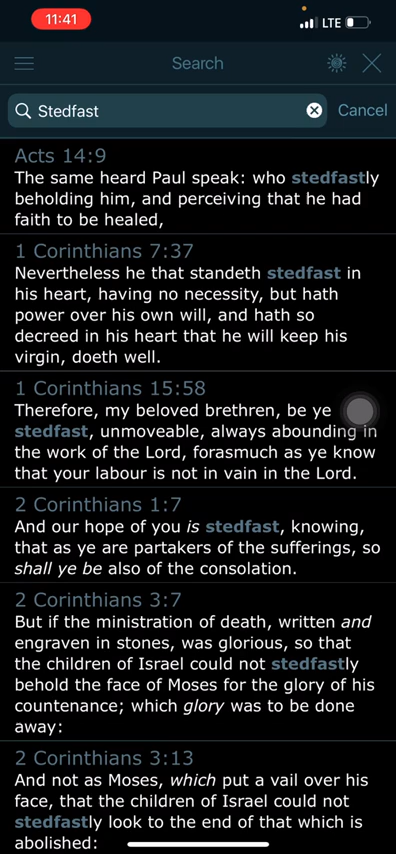 11:41
LTE
Search
Stedfast
Cancel
Acts 14:9
The same heard Paul speak: who stedfastly
beholding him, and perceiving that he had
faith to be healed,
1 Corinthians 7:37
Nevertheless he that standeth stedfast in
his heart, having no necessity, but hath
power over his own will, and hath so
decreed in his heart that he will keep his
virgin, doeth well.
1 Corinthians 15:58
Therefore, my beloved brethren, be ye
stedfast, unmoveable, always abounding in
the work of the Lord, forasmuch as ye know
that your labour is not in vain in the Lord.
2 Corinthians 1:7
And our hope of you is stedfast, knowing,
that as ye are partakers of the sufferings, so
shall ye be also of the consolation.
2 Corinthians 3:7
But if the ministration of death, written and
engraven in stones, was glorious, so that
the children of Israel could not stedfastly
behold the face of Moses for the glory of his
countenance; which glory was to be done
away:
2 Corinthians 3:13
And not as Moses, which put a vail over his
face, that the children of Israel could not
stedfastly look to the end of that which is
abolished: